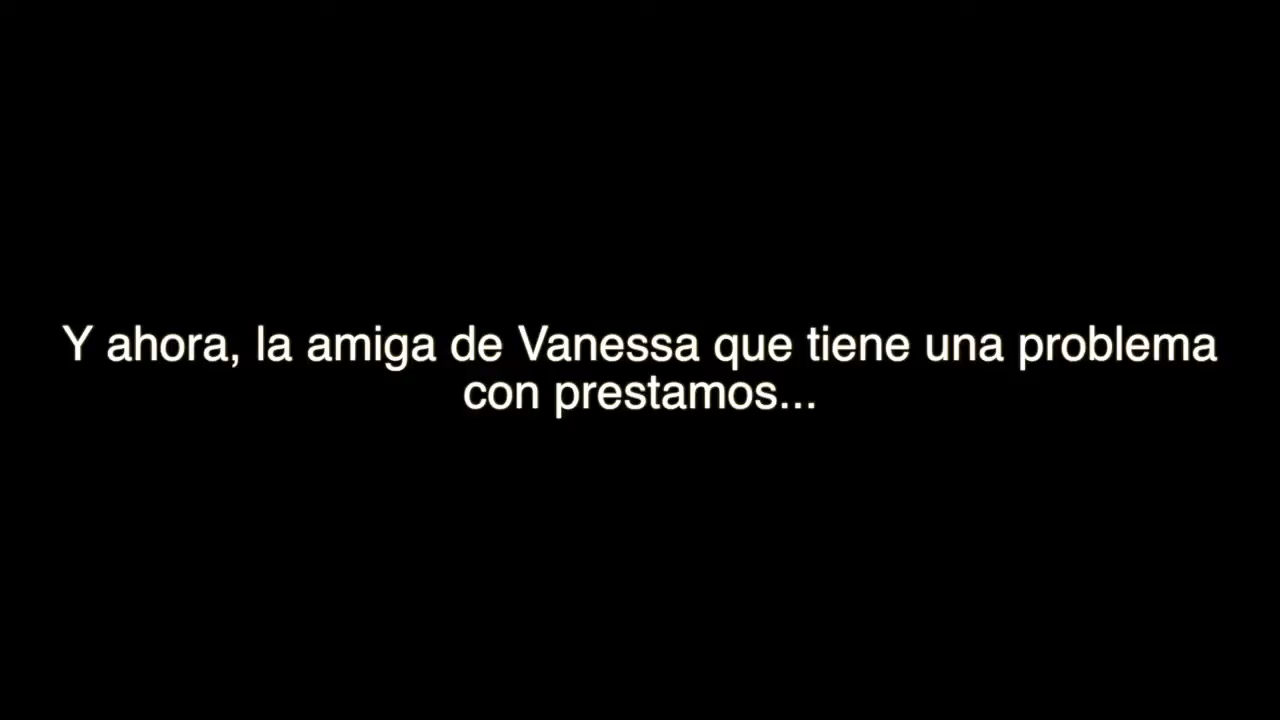 Y ahora, la amiga de Vanessa que tiene una problema
con prestamos...